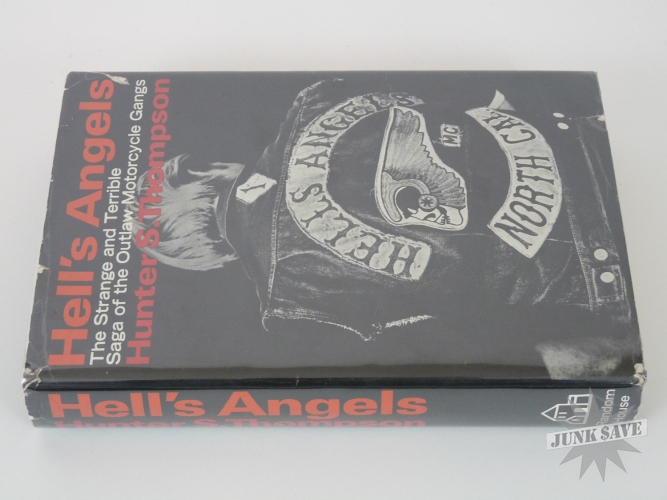 Hell's Angels
The Strange and Terrible
Saga of the Outlaw Motorcycle Gangs
Hunter S. Thompson
HELLS ANGELS
MC
NORTH CAL
Hell's Angels
Hunter S. Thompson
Random
House
JUNK SAVE